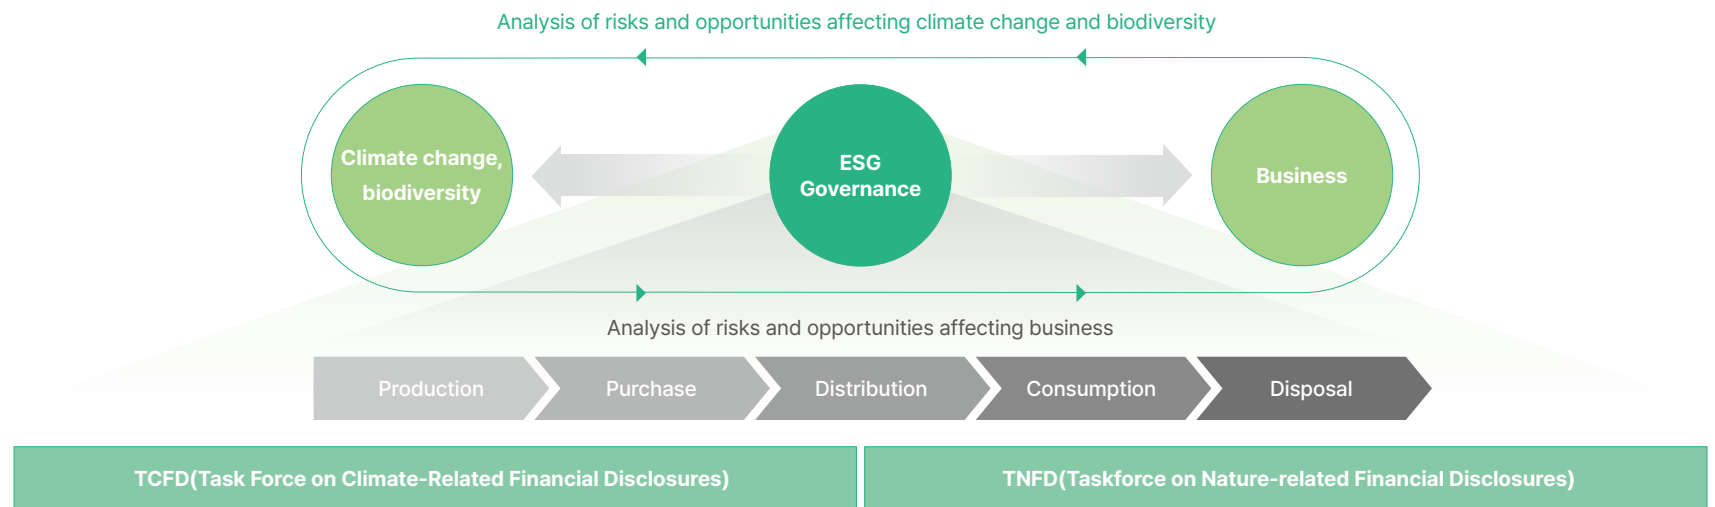 Analysis of risks and opportunities affecting climate change and biodiversity
Climate change,
biodiversity
ESG
Governance
Business
Analysis of risks and opportunities affecting business
Production
Purchase
Distribution
Consumption
Disposal
TCFD(Task Force on Climate-Related Financial Disclosures)
TNFD(Taskforce on Nature-related Financial Disclosures)